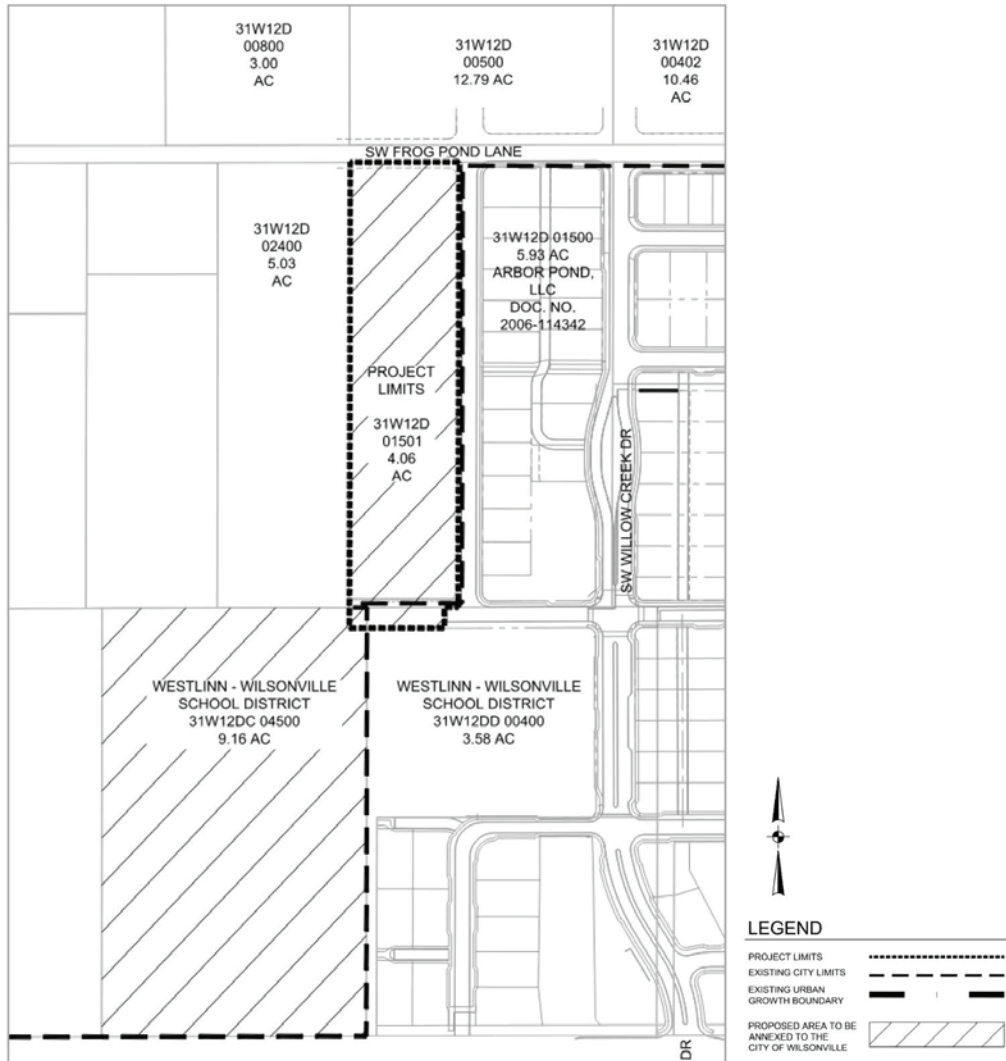 31W12D
00800
3.00
AC
31W12D
00500
12.79 AC
31W12D
00402
10.46
AC
SW FROG POND LANE
31W12D
02400
5.03
AC
31W12D 01500
5.93 AC
ARBOR POND,
LLC
DOC. NO.
2006-114342
PROJECT
LIMITS
31W12D
01501
4.06
AC
SW WILLOW CREEK DR
WESTLINN - WILSONVILLE
SCHOOL DISTRICT
31W12DC 04500
9.16 AC
WESTLINN - WILSONVILLE
SCHOOL DISTRICT
31W12DD 00400
3.58 AC
DR
LEGEND
PROJECT LIMITS
EXISTING CITY LIMITS
EXISTING URBAN
GROWTH BOUNDARY
PROPOSED AREA TO BE
ANNEXED TO THE
CITY OF WILSONVILLE